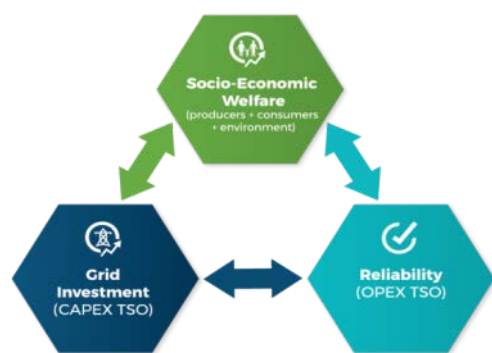 Socio-Economic
Welfare
(producers + consumers
+ environment)
Grid
Investment
(CAPEX TSO)
Reliability
(OPEX TSO)